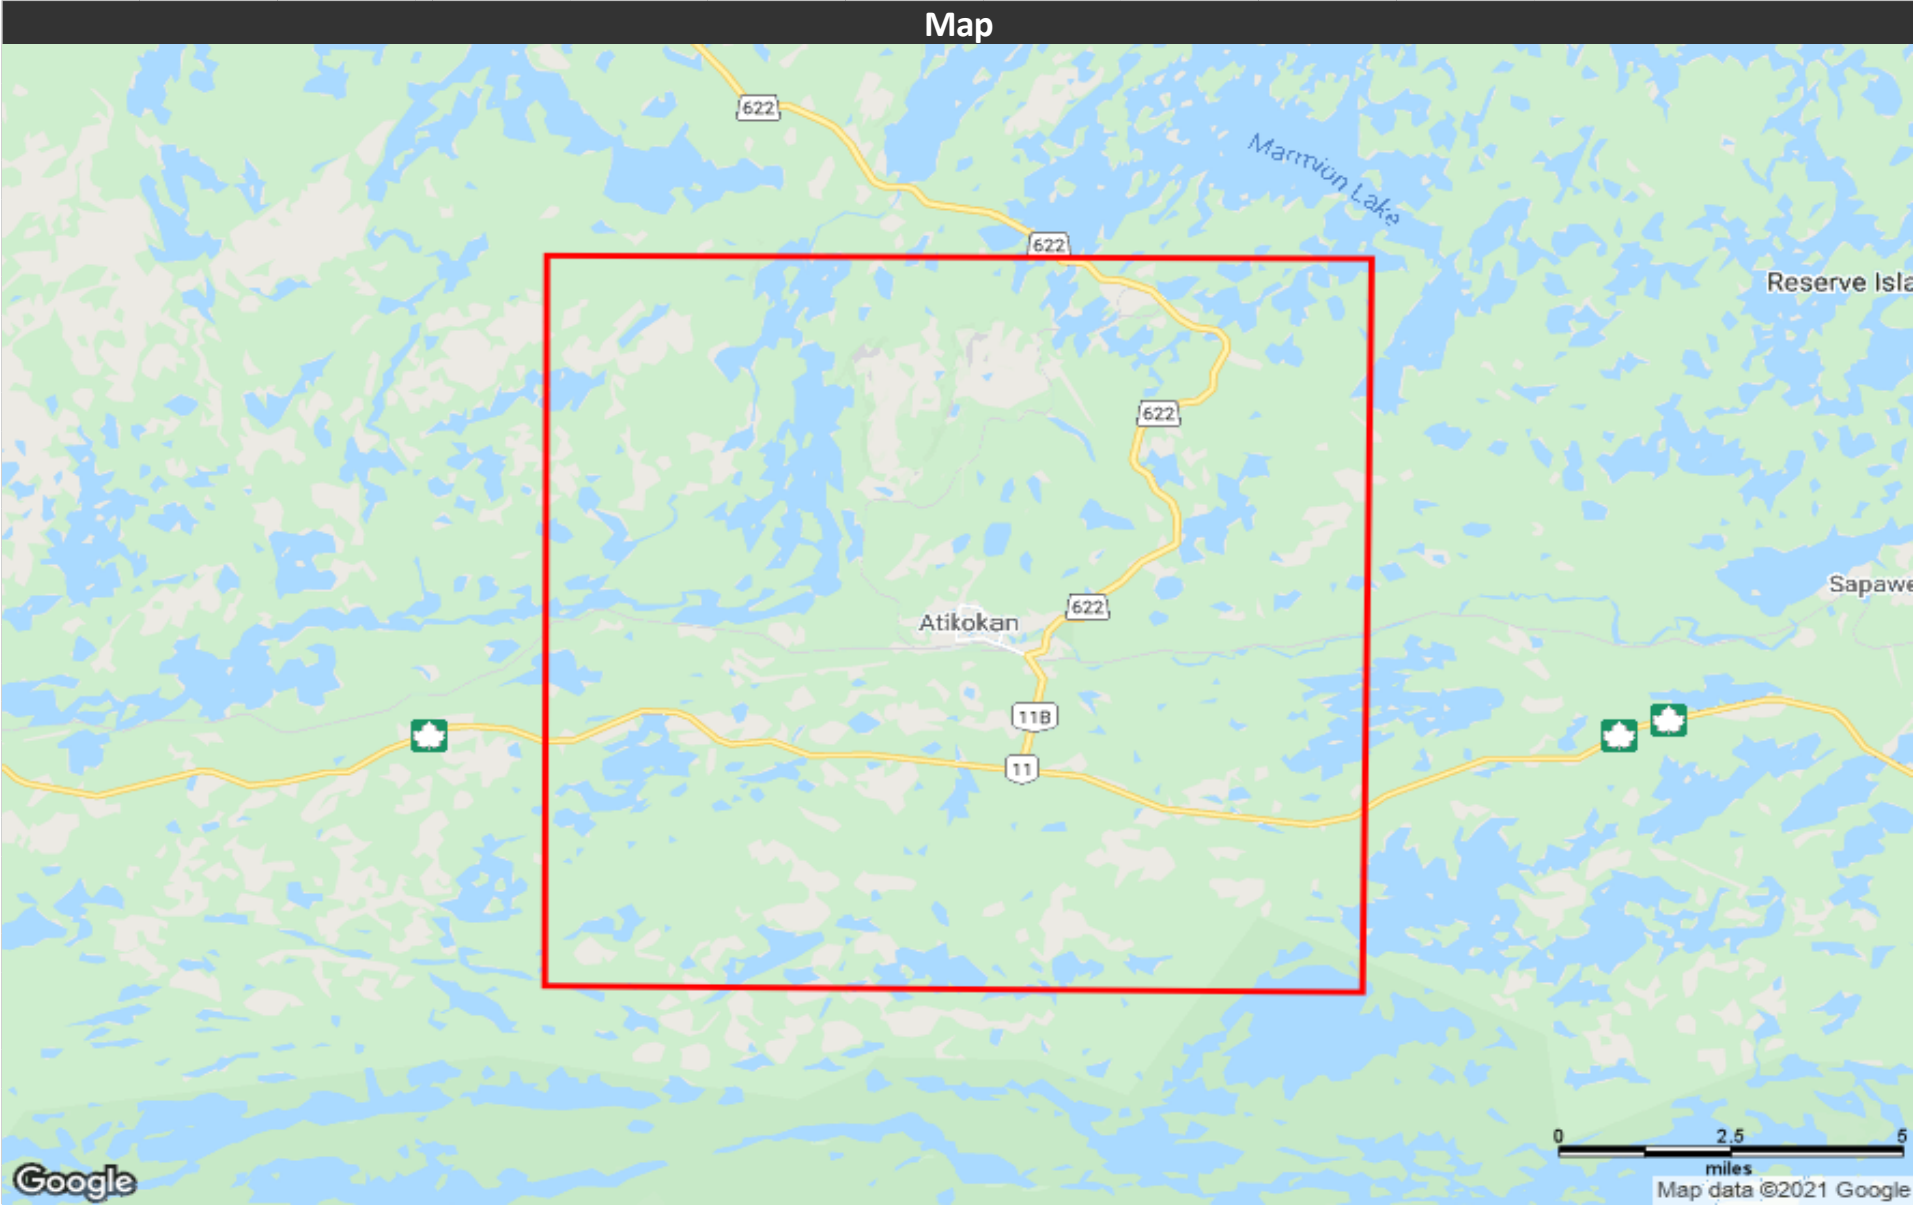 Map
622
Marmion Lake
622
Reserve Isla
622
Sapawe
622
Atikokan
11B
11
0 2.5 5
miles
Google
Map data ©2021 Google